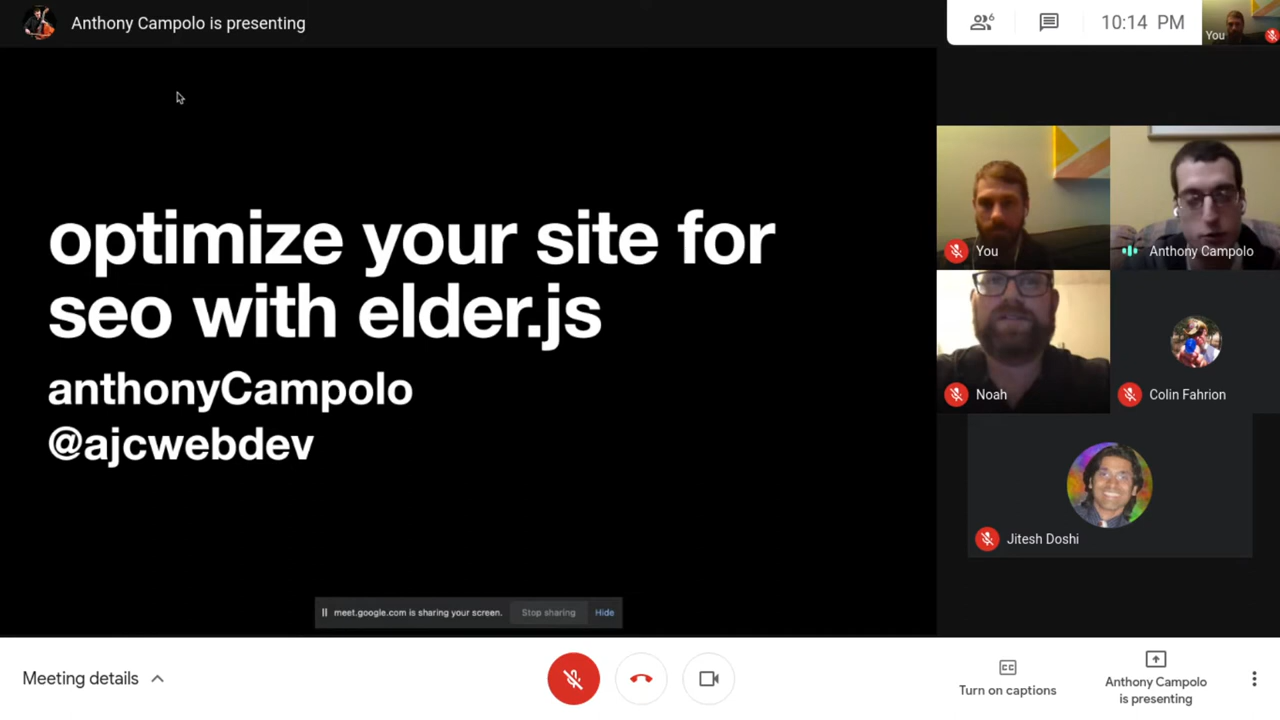 Anthony Campolo is presenting
6
10:14 PM
You
optimize your site for
seo with elder.js
anthonyCampolo
@ajcwebdev
You
Anthony Campolo
Noah
Colin Fahrion
Jitesh Doshi
meet.google.com is sharing your screen.
Stop sharing
Hide
Meeting details
CC
Turn on captions
Anthony Campolo
is presenting